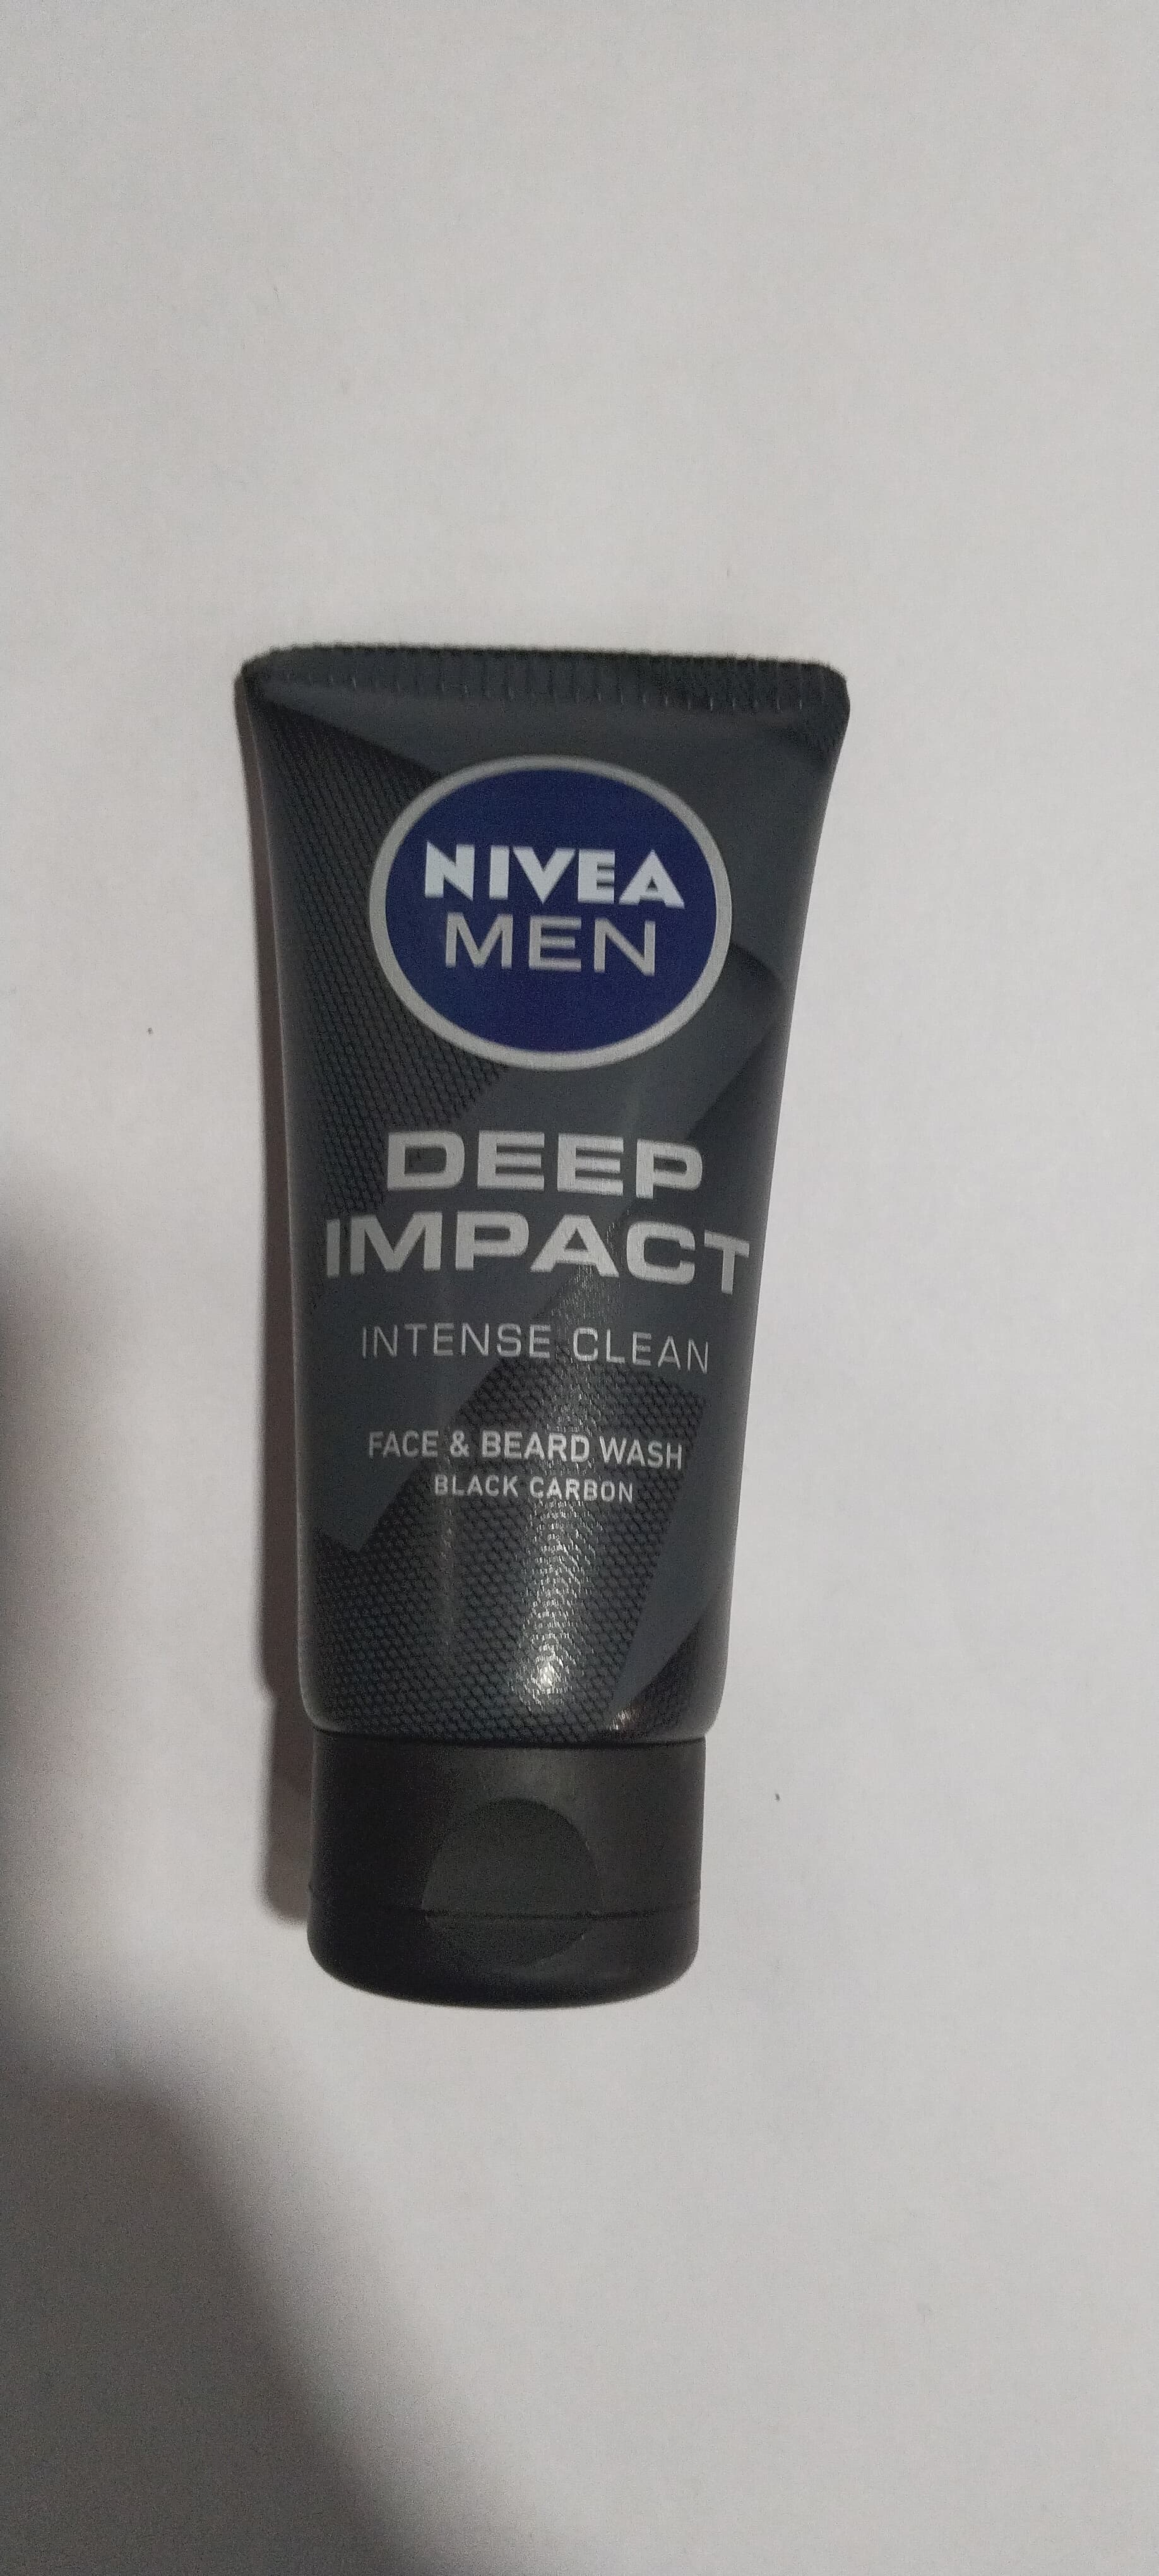 NIVEA
MEN
DEEP
IMPACT
INTENSE CLEAN
FACE & BEARD WASH
BLACK CARBON